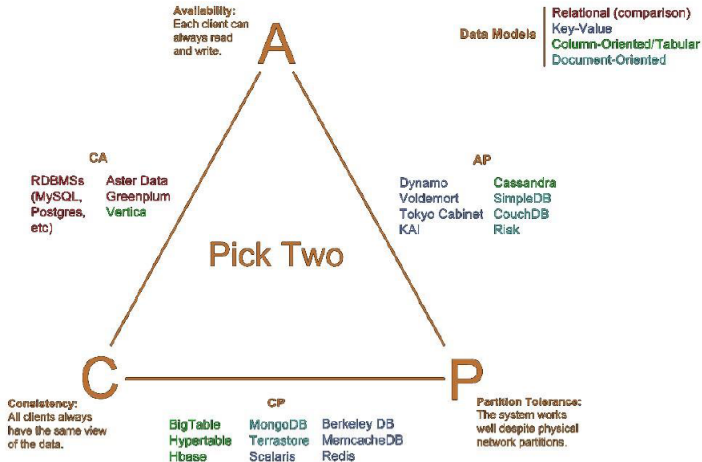 Availability:
Each client can
always read
and write.
A
Data Models
Relational (comparison)
Key-Value
Column-Oriented/Tabular
Document-Oriented
CA
RDBMSs
(MySQL,
Postgres,
etc)
Aster Data
Greenplum
Vertica
AP
Dynamo
Voldemort
Tokyo Cabinet
KAI
Cassandra
SimpleDB
CouchDB
Risk
Pick Two
C
P
Consistency:
All clients always
have the same view
of the data.
CP
BigTable
Hypertable
Hbase
MongoDB
Terrastore
Scalaris
Berkeley DB
MemcacheDB
Redis
Partition Tolerance:
The system works
well despite physical
network partitions.